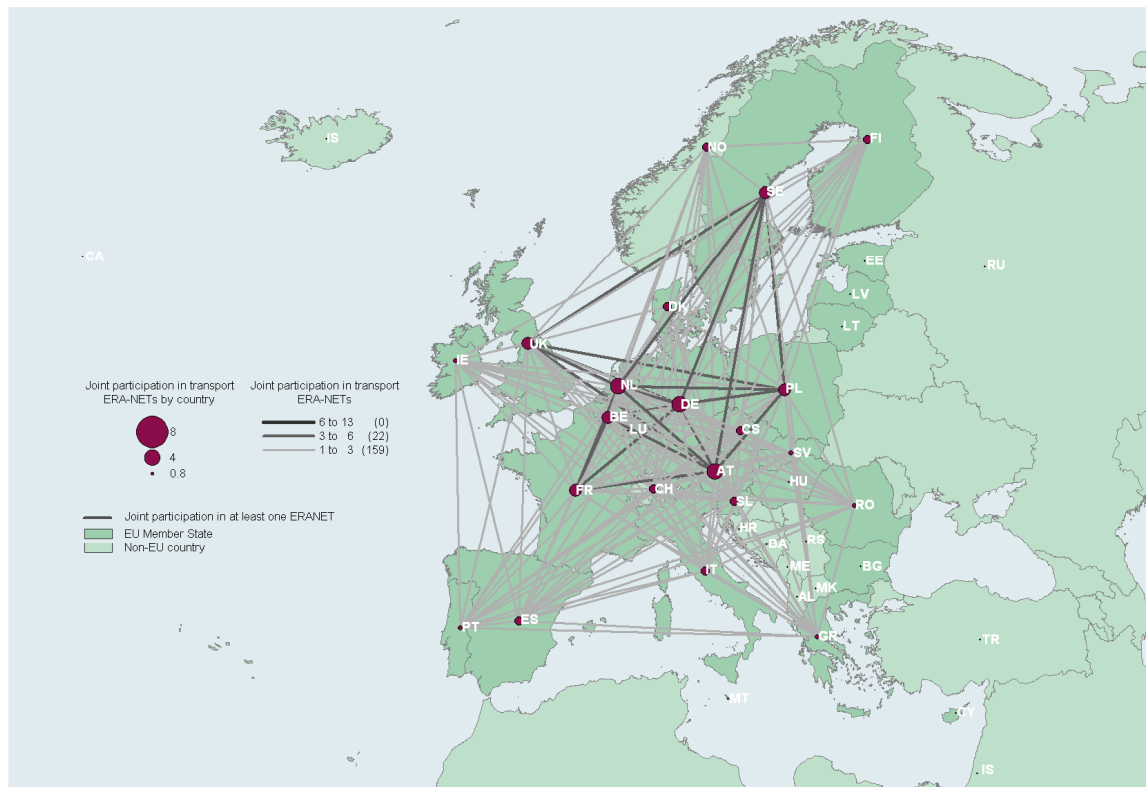 IS
NO
FI
SE
CA
EE
RU
LV
DK
LT
UK
IE
Joint participation in transport
ERA-NETs by country
8
4
0.8
Joint participation in transport
ERA-NETs
6 to 13 (0)
3 to 6 (22)
1 to 3 (159)
Joint participation in at least one ERANET
EU Member State
Non-EU country
NL
PL
DE
BE
LU
CS
SV
AT
HU
FR
CH
SL
RO
HR
BA
RS
ME
BG
IT
MK
AL
PT
ES
GR
TR
MT
CY
IS